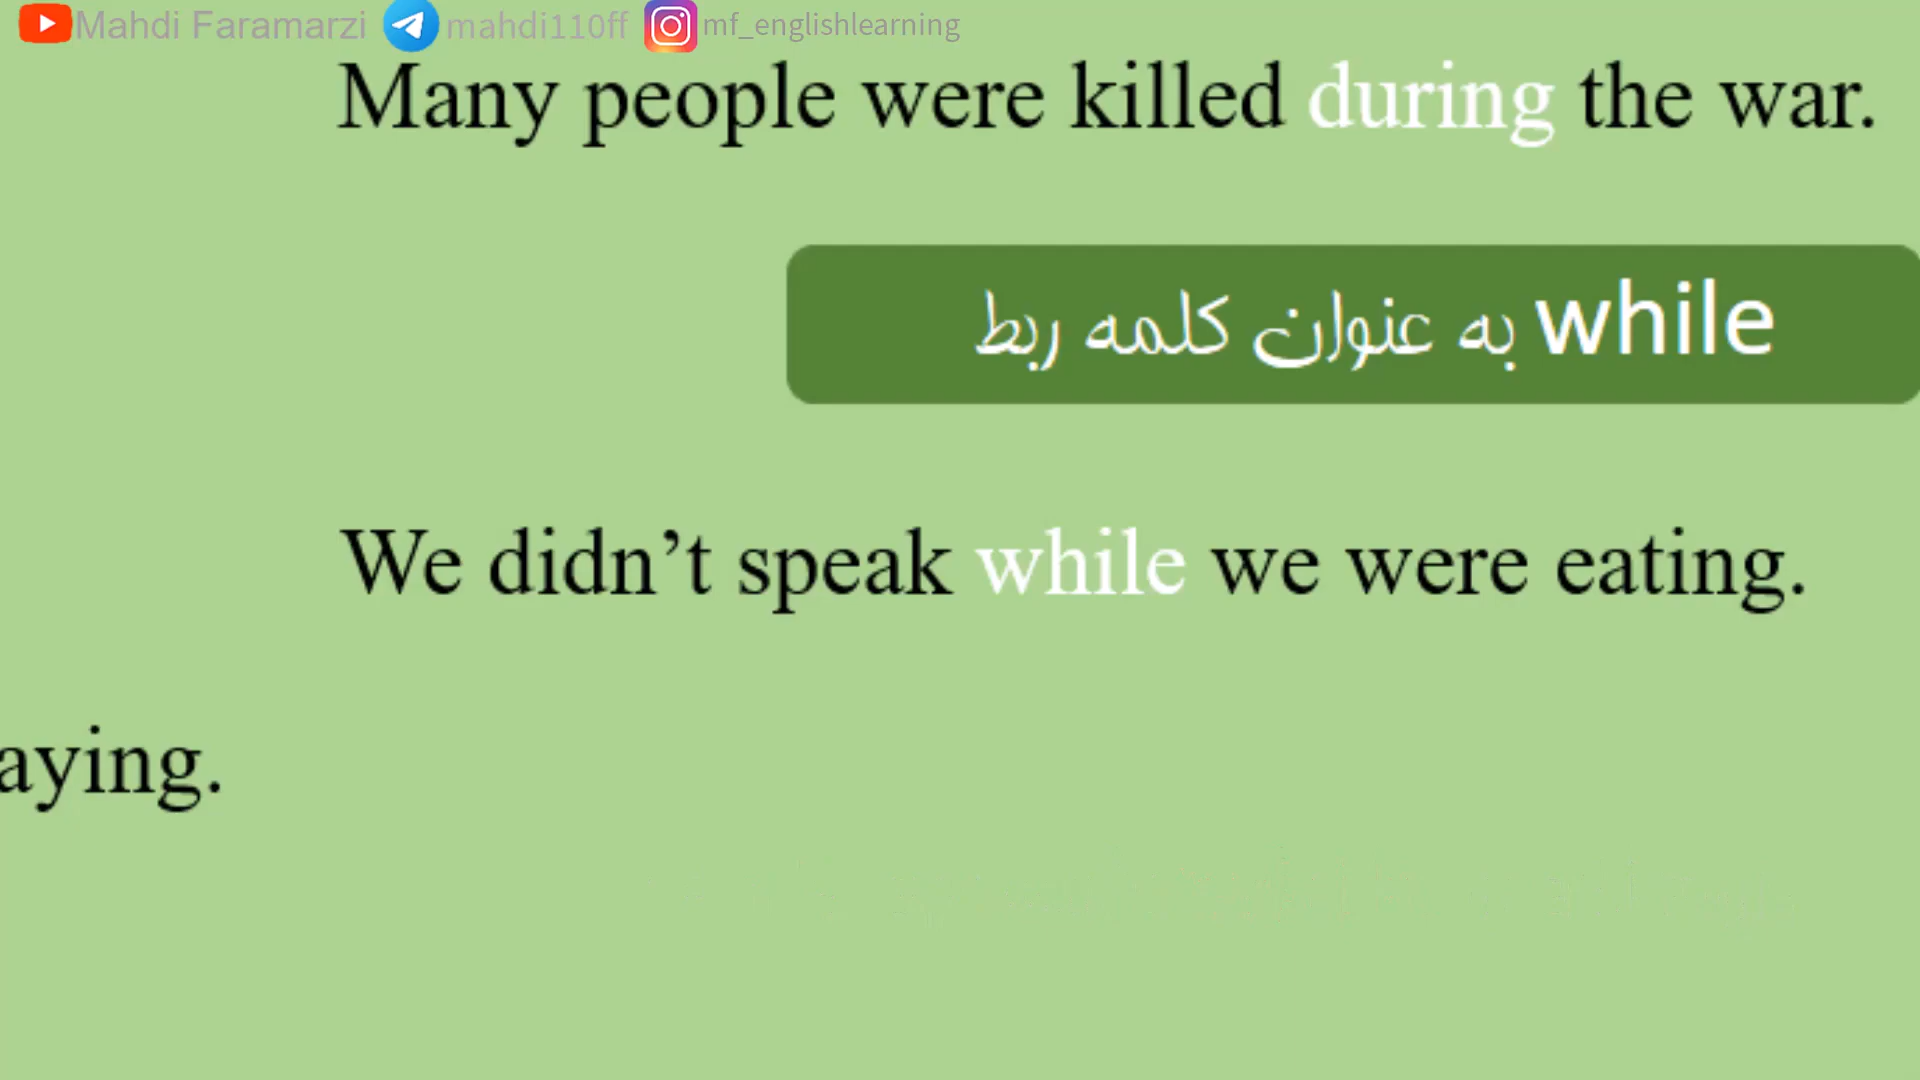 Mahdi Faramarzi mahdi110ff mf_englishlearning
Many people were killed during the war.
while به عنوان کلمه ربط
We didn’t speak while we were eating.
aying.